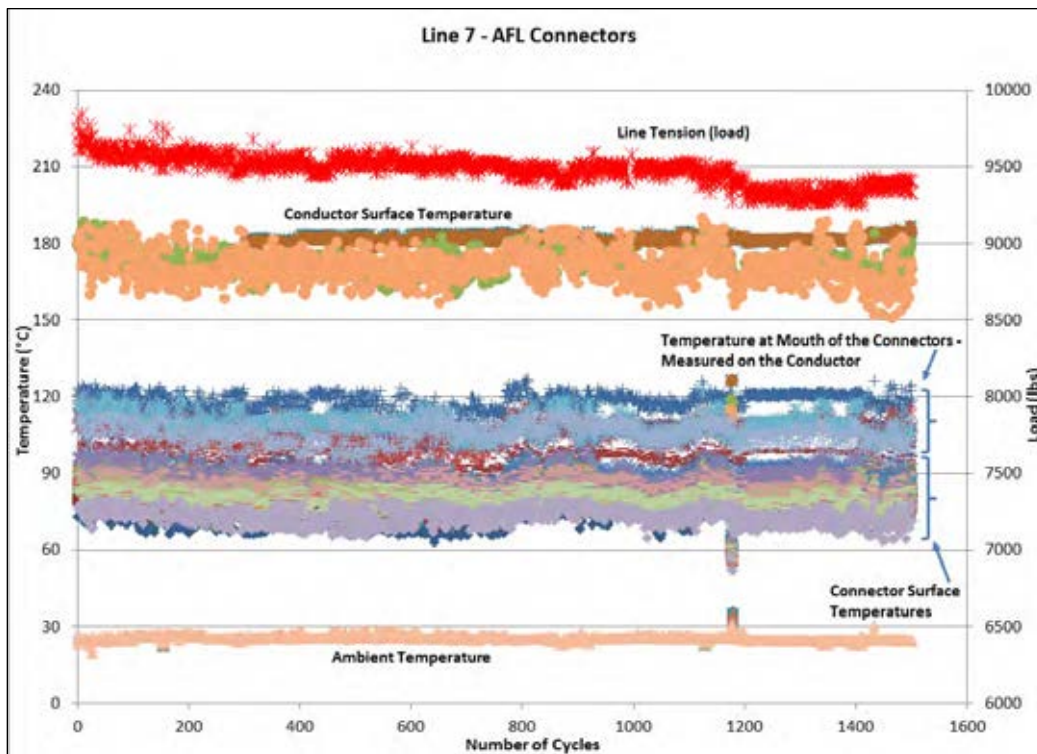 Line 7 - AFL Connectors
240
210
180
150
120
90
60
30
0
Temperature (°C)
10000
9500
9000
8500
8000
7500
7000
6500
6000
Load (lbs)
Line Tension (load)
Conductor Surface Temperature
Temperature at Mouth of the Connectors -
Measured on the Conductor
Connector Surface
Temperatures
Ambient Temperature
0 200 400 600 800 1000 1200 1400 1600
Number of Cycles